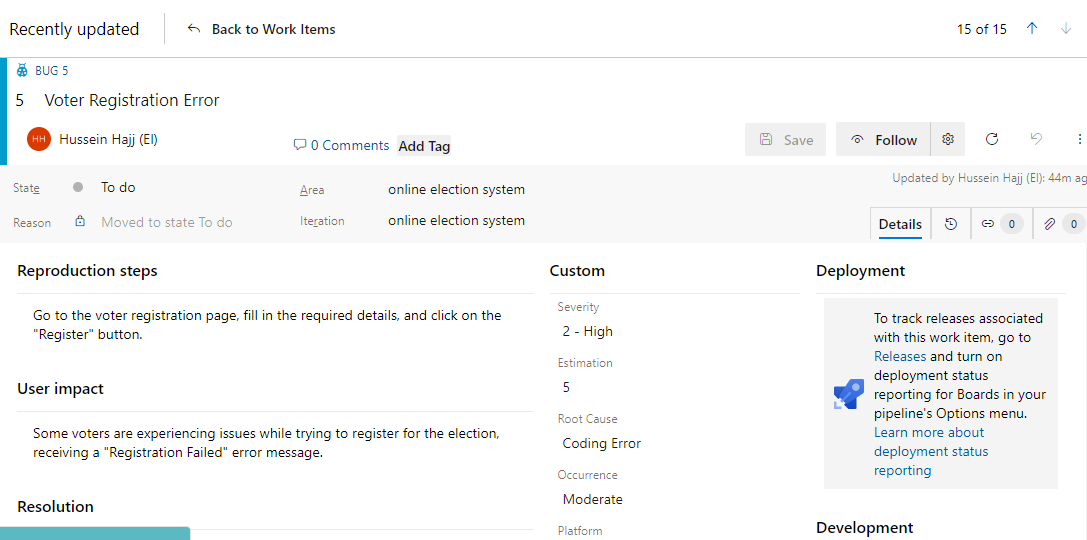 Recently updated
Back to Work Items
15 of 15
BUG 5
5 Voter Registration Error
HH Hussein Hajj (EI)
0 Comments
Add Tag
Save
Follow
State
To do
Area
online election system
Updated by Hussein Hajj (EI): 44m ag
Reason
Moved to state To do
Iteration
online election system
Details
0
0
Reproduction steps
Go to the voter registration page, fill in the required details, and click on the
"Register" button.
User impact
Some voters are experiencing issues while trying to register for the election,
receiving a "Registration Failed" error message.
Resolution
Custom
Severity
2 - High
Estimation
5
Root Cause
Coding Error
Occurrence
Moderate
Platform
Deployment
To track releases associated
with this work item, go to
Releases and turn on
deployment status
reporting for Boards in your
pipeline's Options menu.
Learn more about
deployment status
reporting
Development